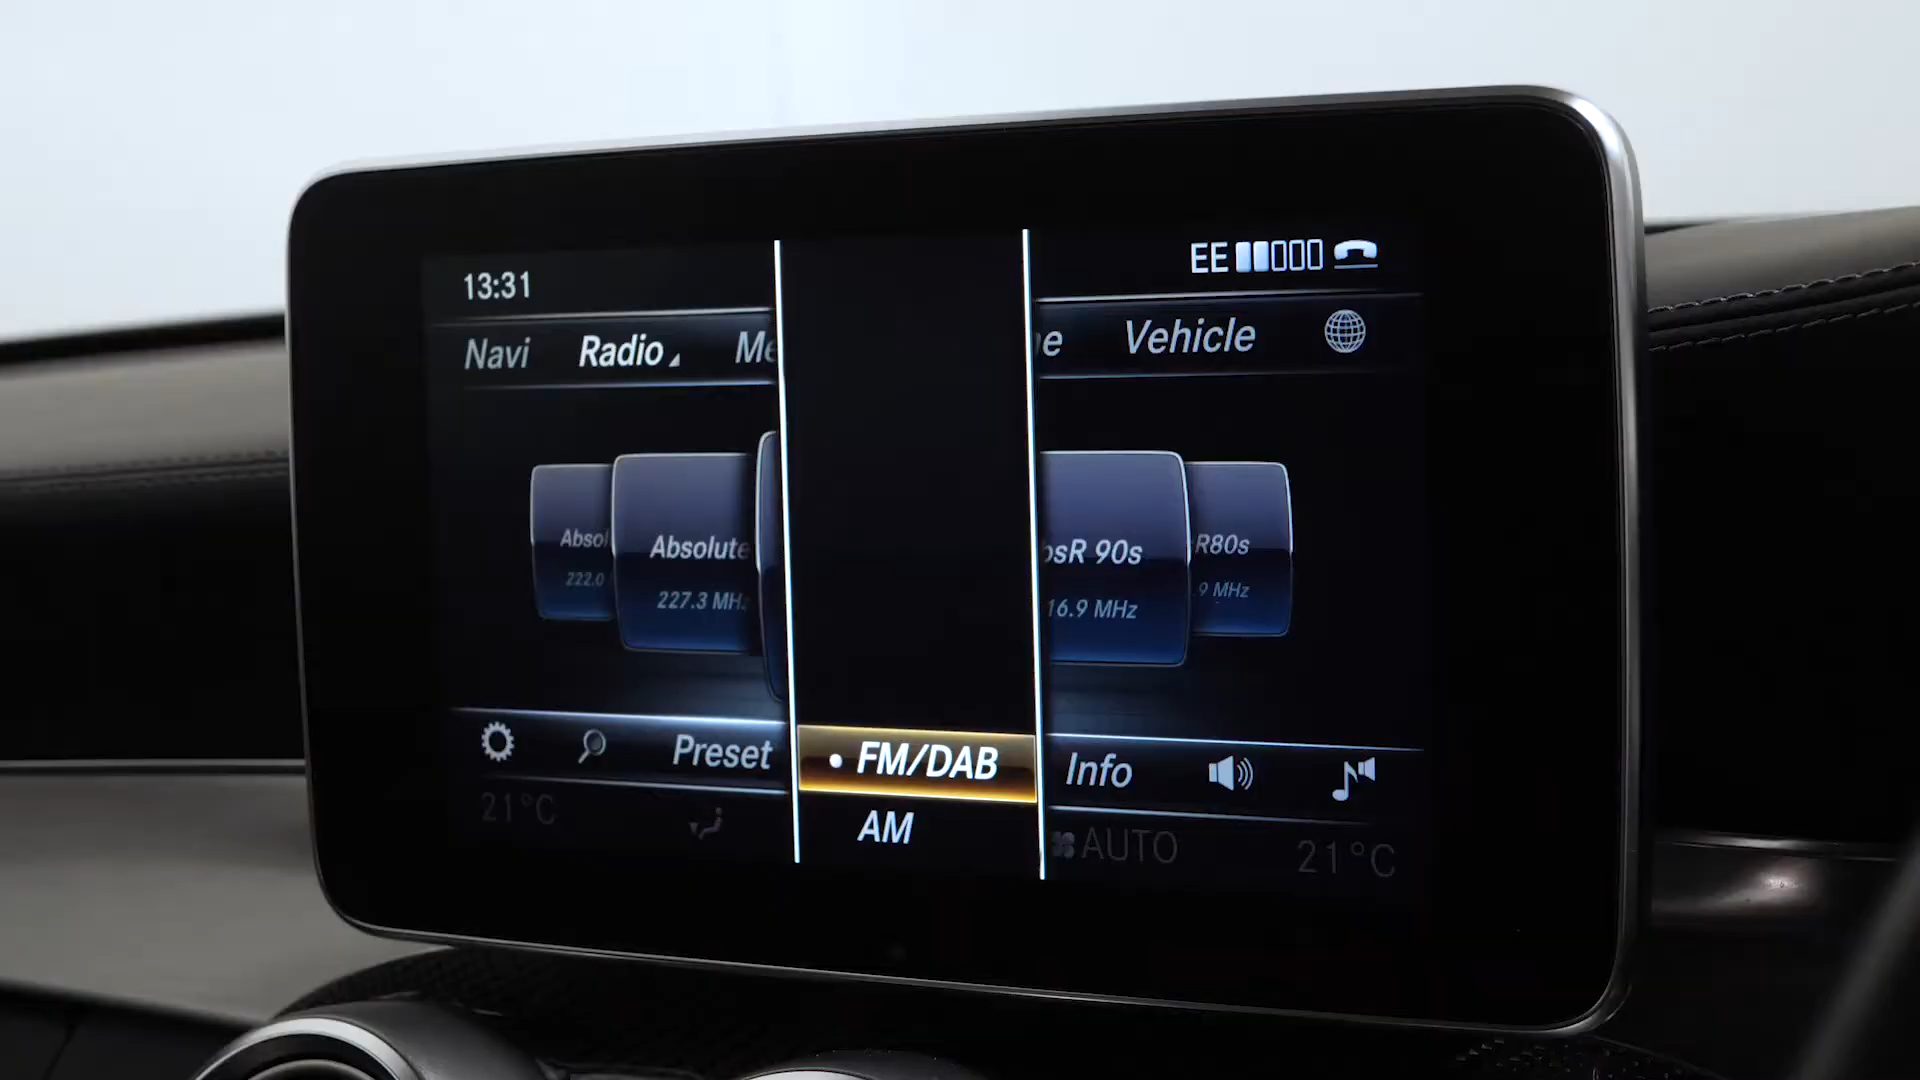 13:31 EE
Navi Radio Me e Vehicle
Absol Absolute bsR 90s R80s
222.0 227.3 MHz 16.9 MHz 9 MHz
Preset FM/DAB Info
21°C AM AUTO 21°C